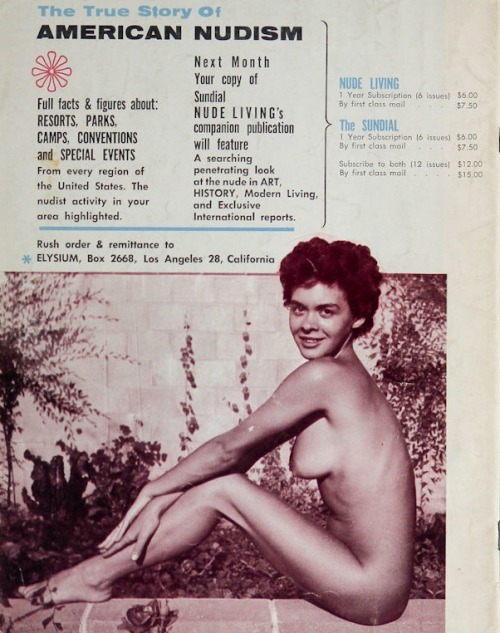 The True Story Of
AMERICAN NUDISM
Full facts & figures about:
RESORTS, PARKS,
CAMPS, CONVENTIONS
and SPECIAL EVENTS
From every region of
the United States. The
nudist activity in your
area highlighted.
Next Month
Your copy of
Sundial
NUDE LIVING's
companion publication
will feature
A searching
penetrating look
at the nude in ART,
HISTORY, Modern Living,
and Exclusive
International reports.
NUDE LIVING
1 Year Subscription (6 issues) $6.00
By first class mail . . . . $7.50
The SUNDIAL
1 Year Subscription (6 issues) $6.00
By first class mail . . . . $7.50
Subscribe to both (12 issues) $12.00
By first class mail . . . . $15.00
Rush order & remittance to
* ELYSIUM, Box 2668, Los Angeles 28, California